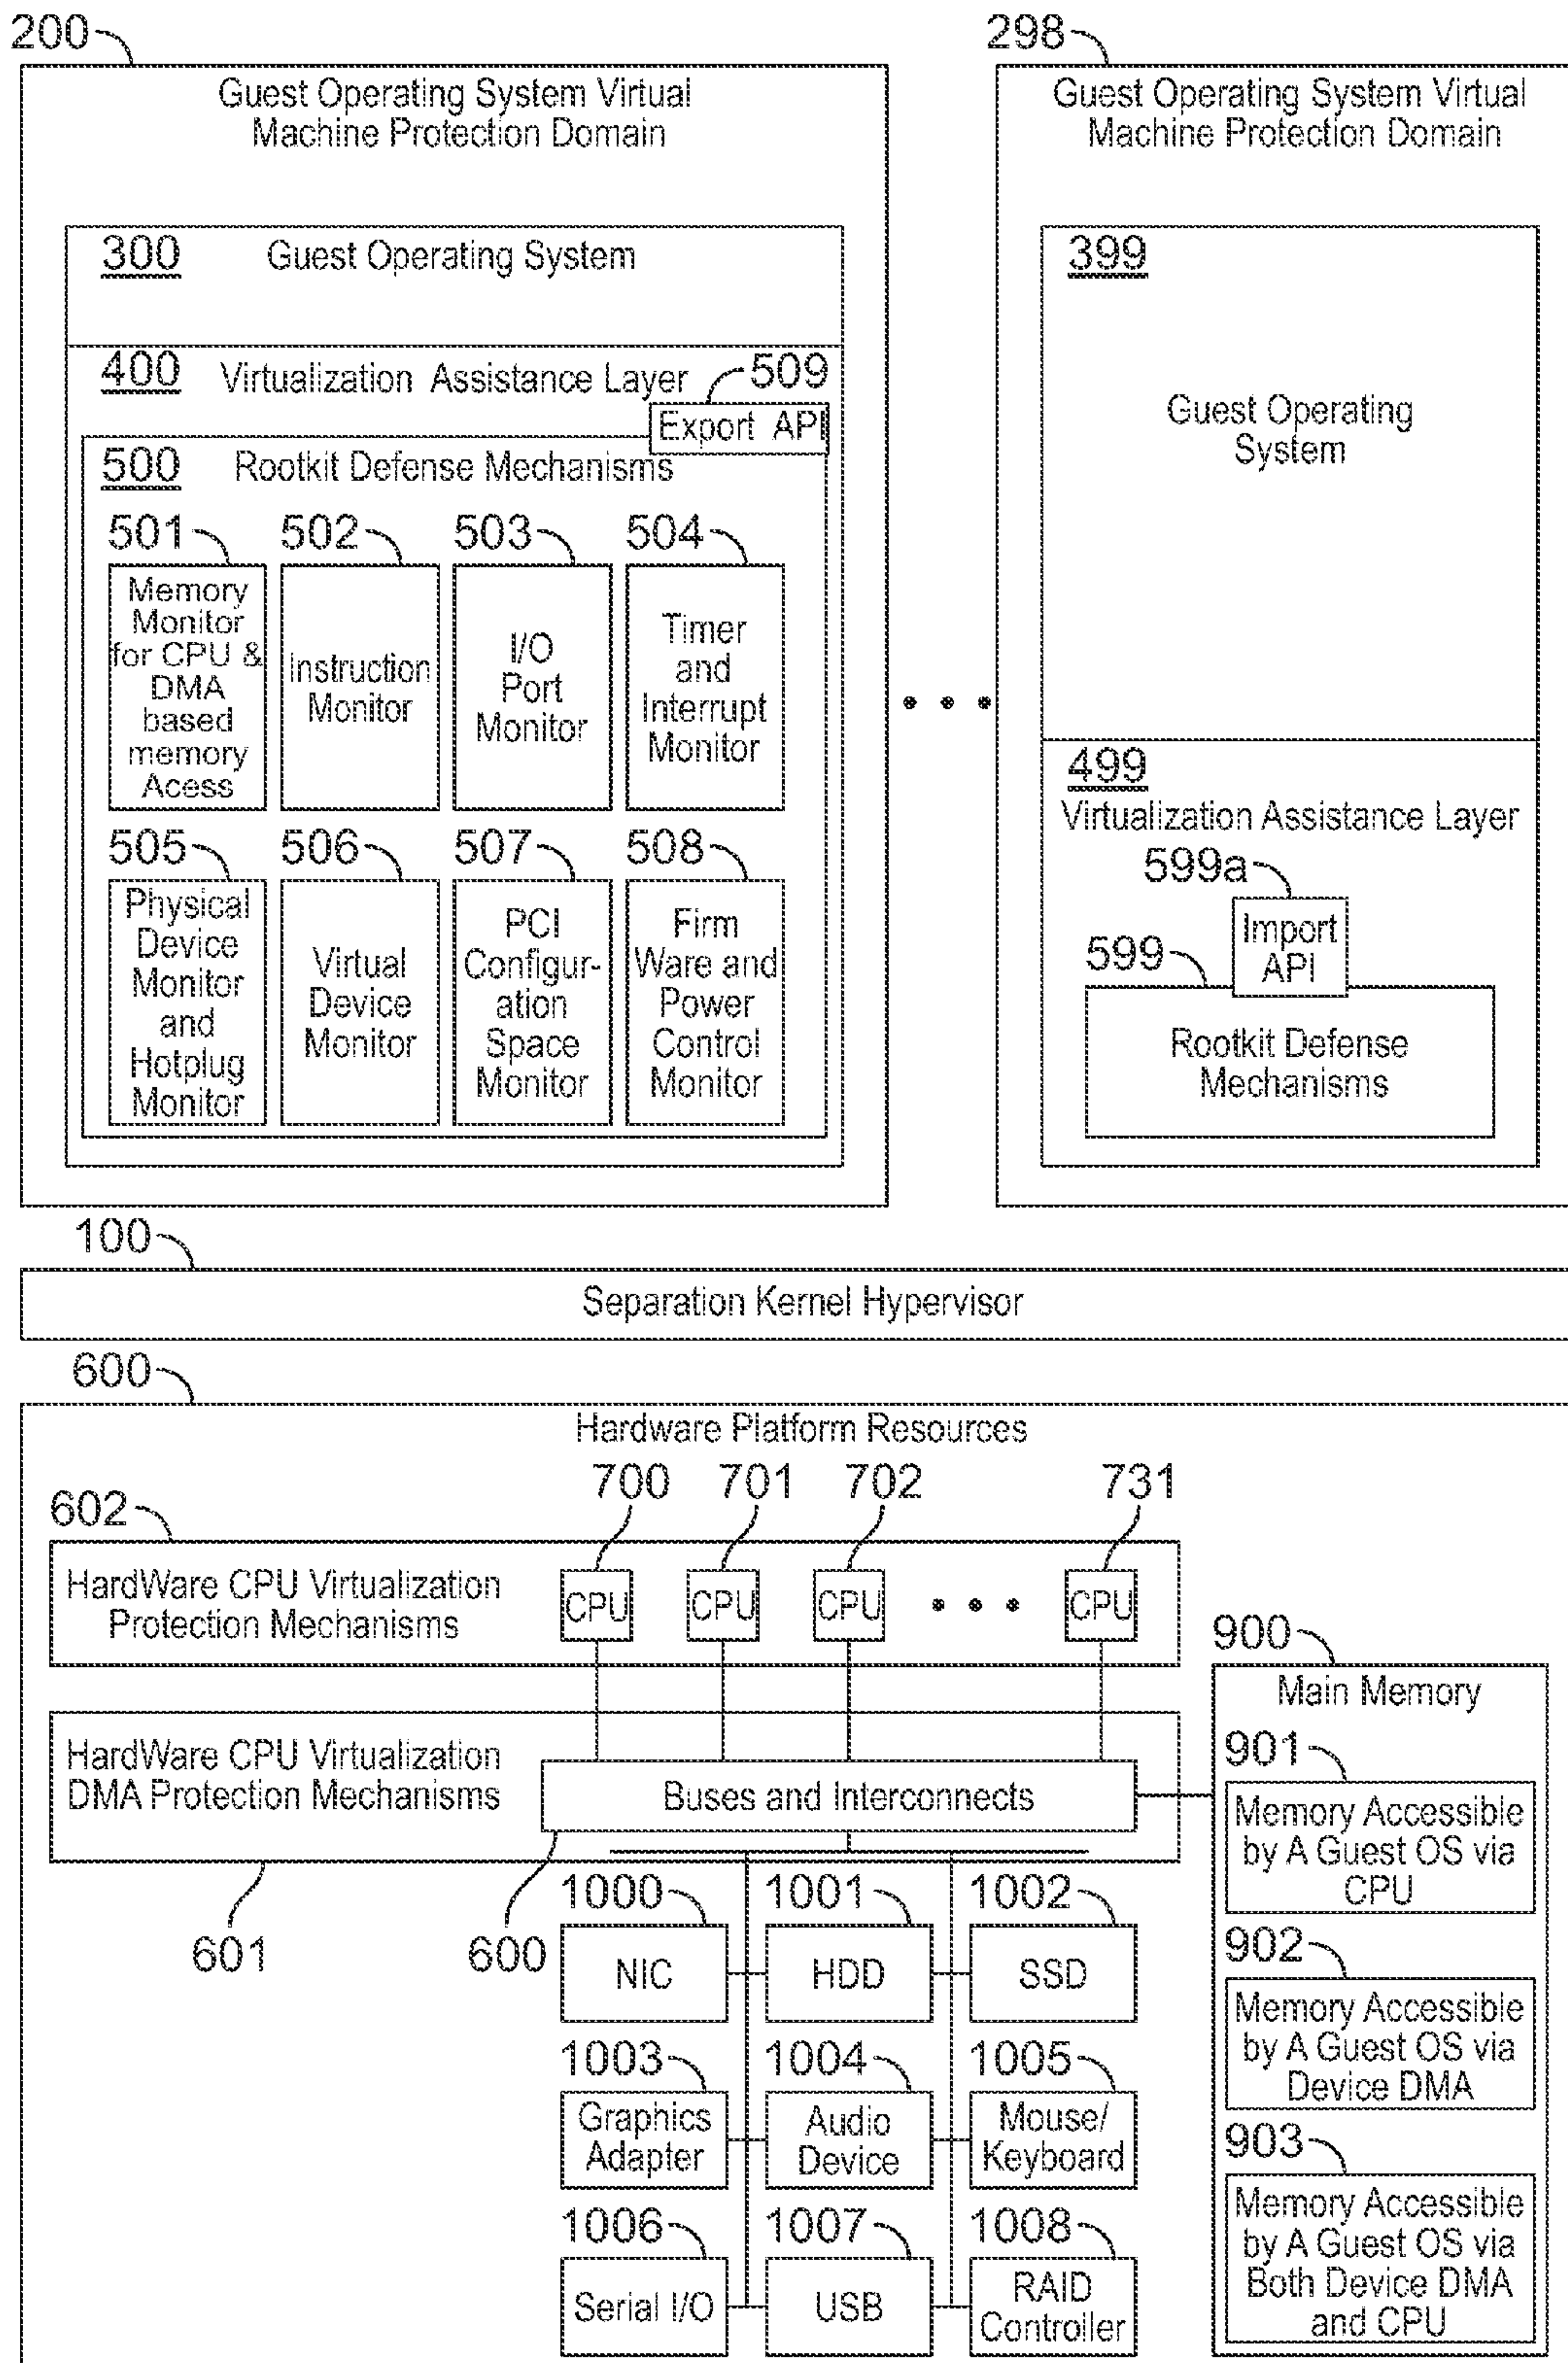 200
298
Guest Operating System Virtual
Machine Protection Domain
Guest Operating System Virtual
Machine Protection Domain
300
Guest Operating System
400
Virtualization Assistance Layer
509
Export API
500
Rootkit Defense Mechanisms
501
502
503
504
Memory
Monitor
for CPU &
DMA
based
memory
Acess
Instruction
Monitor
I/O
Port
Monitor
Timer
and
Interrupt
Monitor
505
506
507
508
Physical
Device
Monitor
and
Hotplug
Monitor
Virtual
Device
Monitor
PCI
Configur-
ation
Space
Monitor
Firm
Ware and
Power
Control
Monitor
399
Guest Operating
System
499
Virtualization Assistance Layer
599a
Import
API
599
Rootkit Defense
Mechanisms
100
Separation Kernel Hypervisor
600
Hardware Platform Resources
700
701
702
731
602
HardWare CPU Virtualization
Protection Mechanisms
CPU
CPU
CPU
CPU
HardWare CPU Virtualization
DMA Protection Mechanisms
Buses and Interconnects
601
600
900
Main Memory
901
Memory Accessible
by A Guest OS via
CPU
902
Memory Accessible
by A Guest OS via
Device DMA
903
Memory Accessible
by A Guest OS via
Both Device DMA
and CPU
1000
1001
1002
NIC
HDD
SSD
1003
1004
1005
Graphics
Adapter
Audio
Device
Mouse/
Keyboard
1006
1007
1008
Serial I/O
USB
RAID
Controller